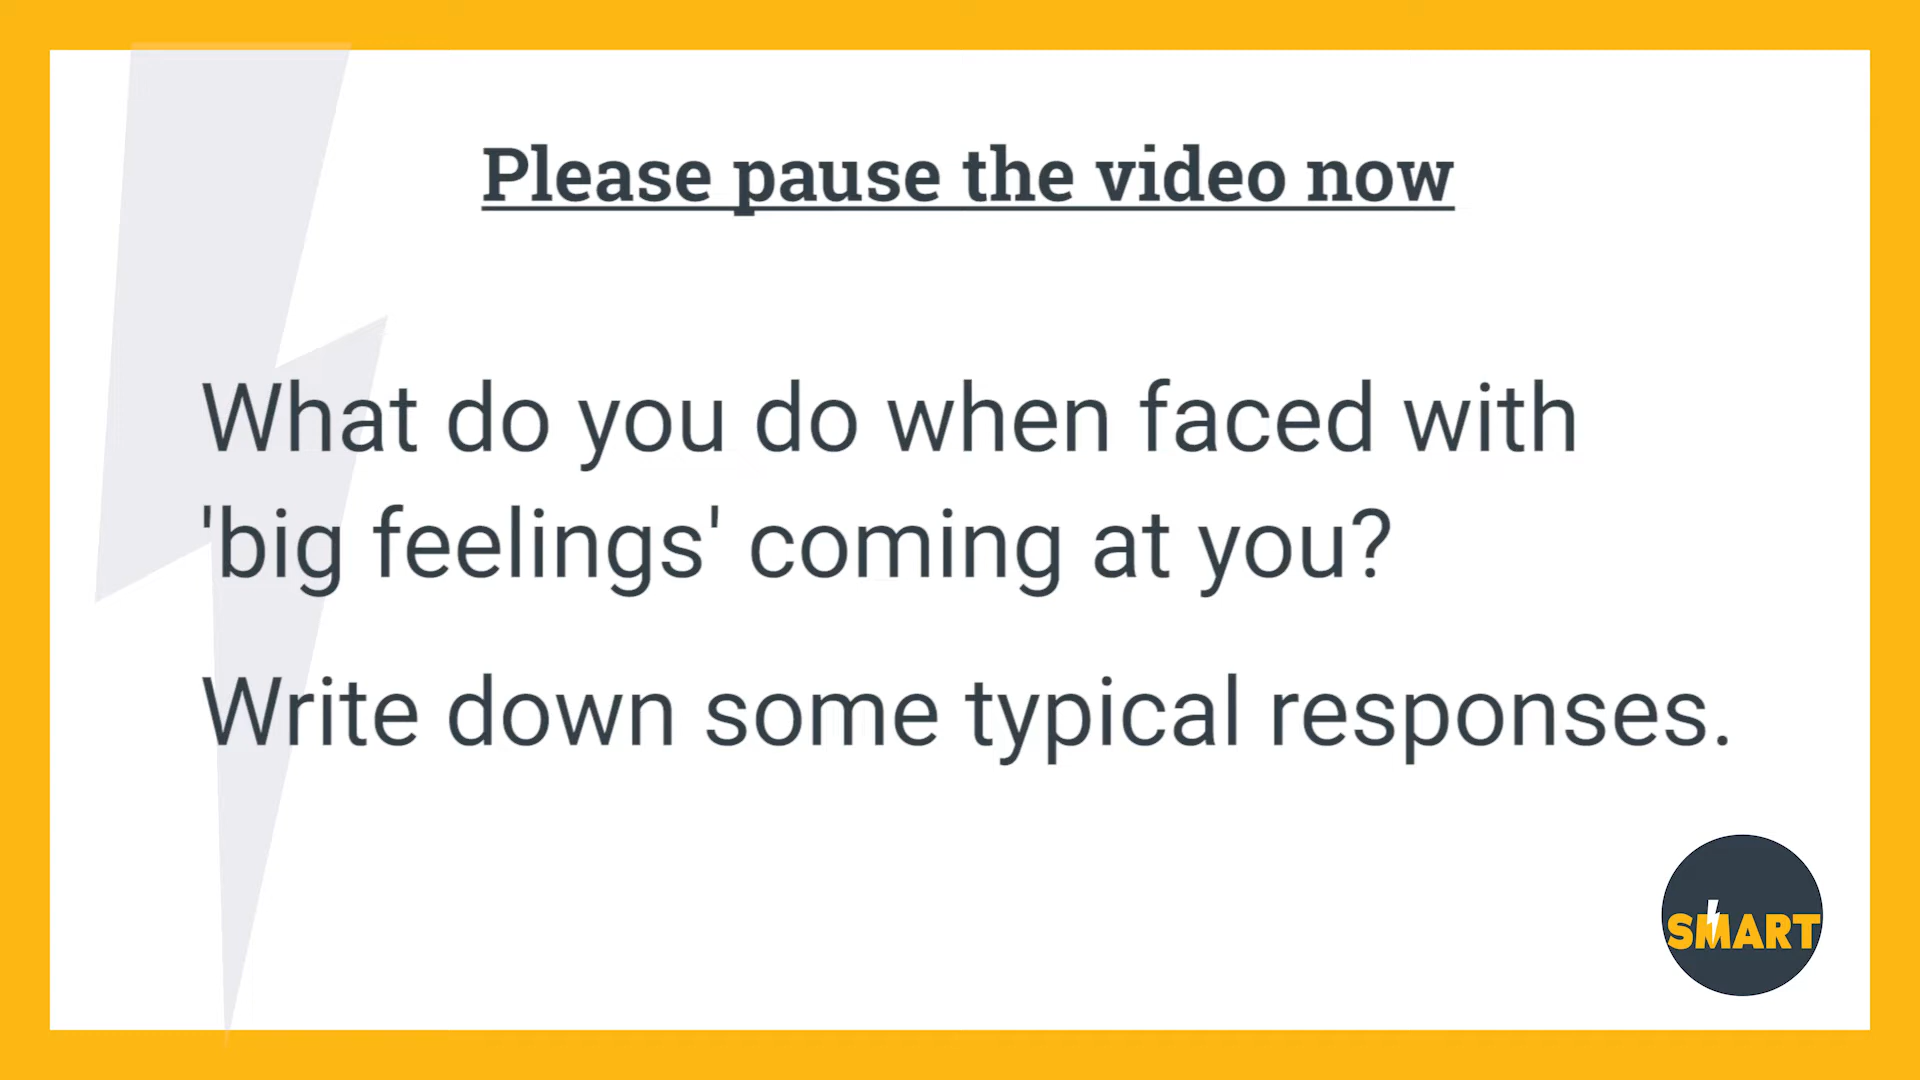 Please pause the video now
What do you do when faced with
'big feelings' coming at you?
Write down some typical responses.
SMART